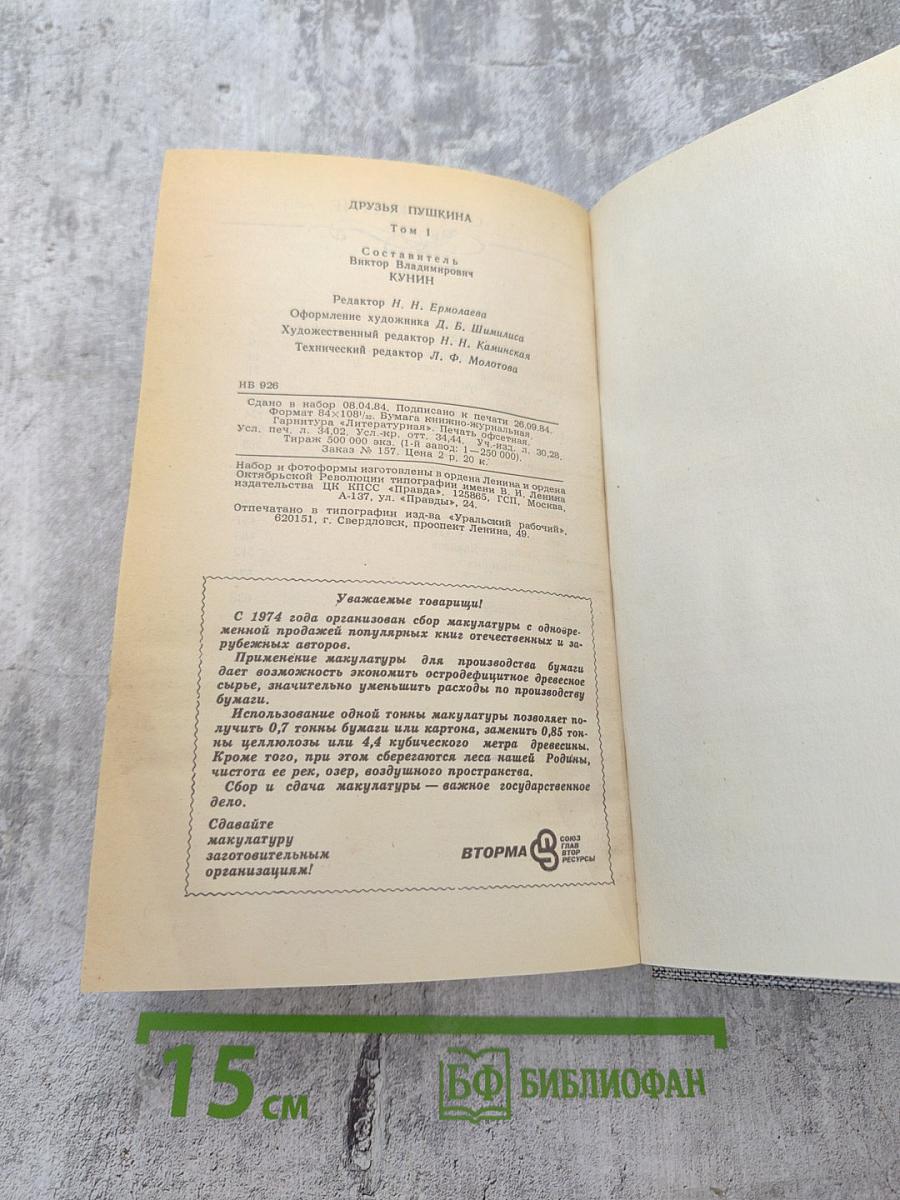 ДРУЗЬЯ ПУШКИНА
Том 1
Составитель
Виктор Владимирович
КУНИН
Редактор Н. Н. Ермолаева
Оформление художника Д. Б. Шимилиса
Художественный редактор Н. Н. Каминская
Технический редактор Л. Ф. Молотова
ИВ 926
Сдано в набор 08.04.84. Подписано к печати 26.09.84.
Формат 84×108¹/₃₂. Бумага книжно-журнальная.
Гарнитура «Литературная». Печать офсетная.
Усл. печ. л. 34,02. Усл.-кр. отт. 34,44. Уч.-изд. л. 30,28.
Тираж 500 000 экз. (1-й завод: 1—250 000).
Заказ № 157. Цена 2 р. 20 к.
Набор и фотоформы изготовлены в ордена Ленина и ордена
Октябрьской Революции типографии имени В. И. Ленина
издательства ЦК КПСС «Правда». 125865, ГСП, Москва,
А-137, ул. «Правды», 24.
Отпечатано в типографии изд-ва «Уральский рабочий»,
620151, г. Свердловск, проспект Ленина, 49.
Уважаемые товарищи!
С 1974 года организован сбор макулатуры с одновре-
менной продажей популярных книг отечественных и за-
рубежных авторов.
Применение макулатуры для производства бумаги
дает возможность экономить остродефицитное древесное
сырье, значительно уменьшить расходы по производству
бумаги.
Использование одной тонны макулатуры позволяет по-
лучить 0,7 тонны бумаги или картона, заменить 0,85 тон-
ны целлюлозы или 4,4 кубического метра древесины.
Кроме того, при этом сберегаются леса нашей Родины,
чистота ее рек, озер, воздушного пространства.
Сбор и сдача макулатуры — важное государственное
дело.
Сдавайте
макулатуру
заготовительным
организациям!
ВТОРМА
СОЮЗ
ГЛАВ
ВТОР
РЕСУРСЫ
15 см
БФ БИБЛИОФАН